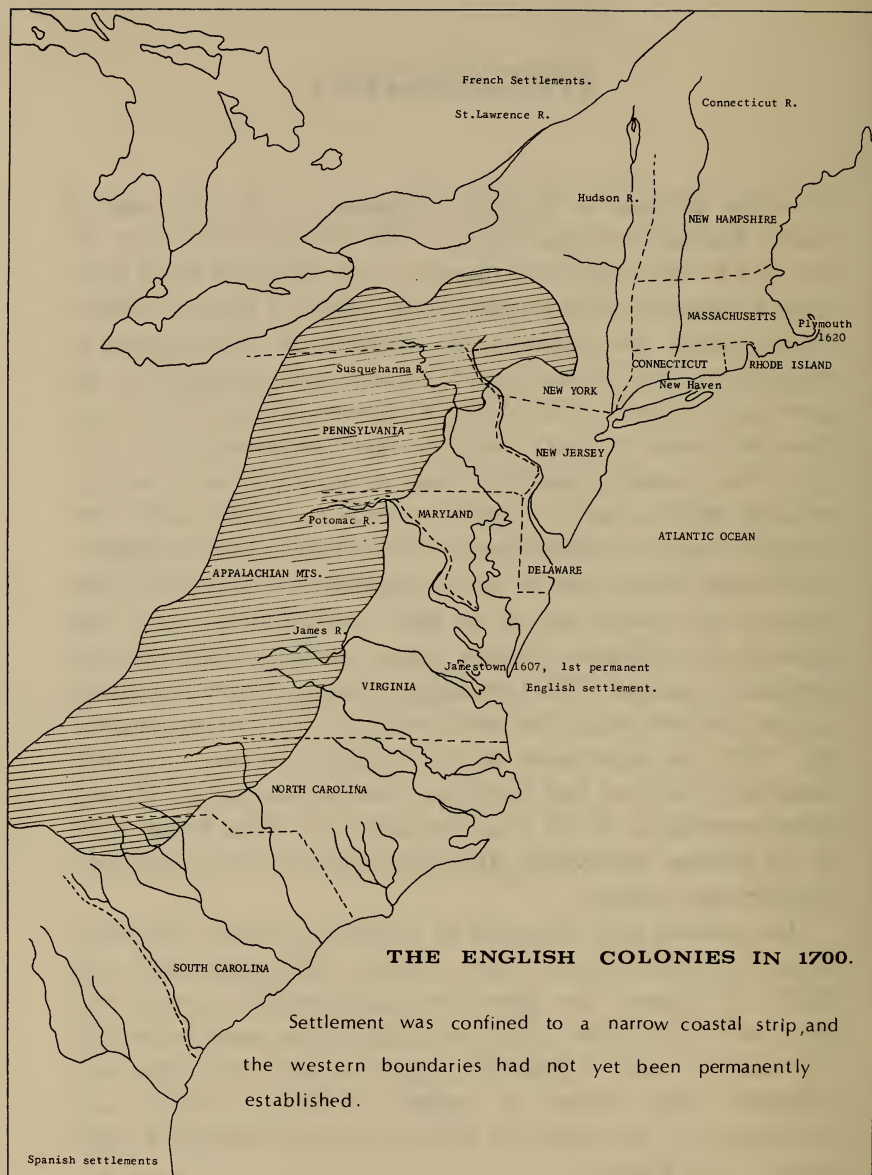 French Settlements.
St.Lawrence R.
Connecticut R.
Hudson R.
NEW HAMPSHIRE
MASSACHUSETTS
Plymouth
1620
CONNECTICUT
RHODE ISLAND
New Haven
Susquehanna R.
NEW YORK
PENNSYLVANIA
NEW JERSEY
MARYLAND
Potomac R.
ATLANTIC OCEAN
APPALACHIAN MTS.
DELAWARE
James R.
Jamestown 1607, 1st permanent
English settlement.
VIRGINIA
NORTH CAROLINA
SOUTH CAROLINA
THE ENGLISH COLONIES IN 1700.
Settlement was confined to a narrow coastal strip,and
the western boundaries had not yet been permanently
established.
Spanish settlements